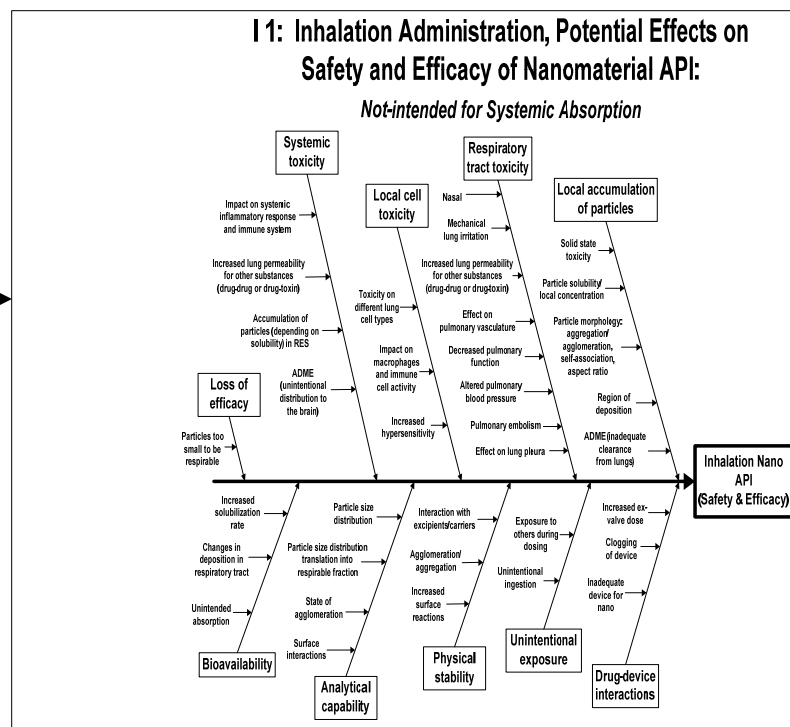 I 1: Inhalation Administration, Potential Effects on
Safety and Efficacy of Nanomaterial API:
Not-intended for Systemic Absorption
Systemic
toxicity
Impact on systemic
inflammatory response
and immune system
Increased lung permeability
for other substances
(drug-drug or drug-toxin)
Accumulation of
particles (depending on
solubility) in RES
ADME
(unintentional
distribution to
the brain)
Loss of
efficacy
Particles too
small to be
respirable
Local cell
toxicity
Toxicity on
different lung
cell types
Impact on
macrophages
and immune
cell activity
Increased
hypersensitivity
Respiratory
tract toxicity
Nasal
Mechanical
lung irritation
Increased lung permeability
for other substances
(drug-drug or drug-toxin)
Effect on
pulmonary vasculature
Decreased pulmonary
function
Altered pulmonary
blood pressure
Pulmonary embolism
Effect on lung pleura
Local accumulation
of particles
Solid state
toxicity
Particle solubility/
local concentration
Particle morphology:
aggregation/
agglomeration,
self-association,
aspect ratio
Region of
deposition
ADME(inadequate
clearance
from lungs)
Inhalation Nano
API
(Safety & Efficacy)
Increased
solubilization
rate
Changes in
deposition in
respiratory tract
Unintended
absorption
Bioavailability
Particle size
distribution
Particle size distribution
translation into
respirable fraction
State of
agglomeration
Surface
interactions
Analytical
capability
Interaction with
excipients/carriers
Agglomeration/
aggregation
Increased
surface
reactions
Physical
stability
Exposure to
others during
dosing
Unintentional
ingestion
Unintentional
exposure
Increased ex-
valve dose
Clogging of
device
Inadequate
device for
nano
Drug-device
interactions